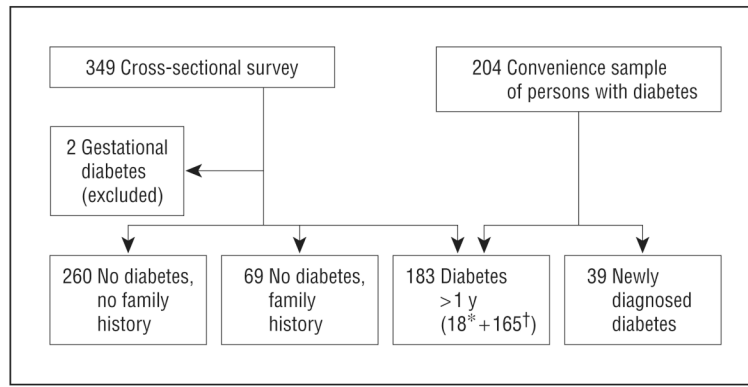 349 Cross-sectional survey
204 Convenience sample
of persons with diabetes
2 Gestational
diabetes
(excluded)
260 No diabetes,
no family
history
69 No diabetes,
family
history
183 Diabetes
>1 y
(18*+165†)
39 Newly
diagnosed
diabetes